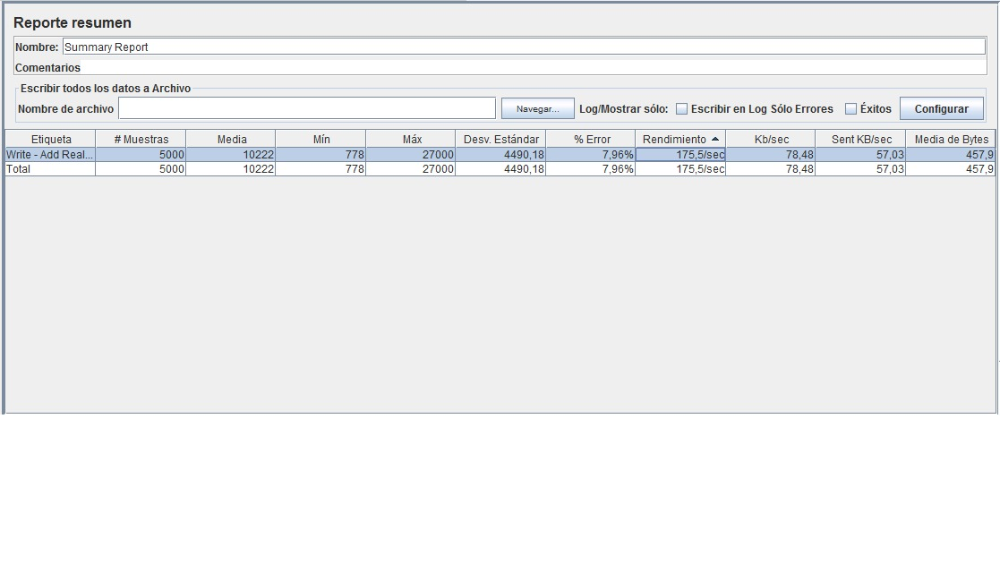 Reporte resumen
Nombre: Summary Report
Comentarios
Escribir todos los datos a Archivo
Nombre de archivo Navegar... Log/Mostrar sólo: Escribir en Log Sólo Errores Éxitos Configurar
Etiqueta # Muestras Media Mín Máx Desv. Estándar % Error Rendimiento Kb/sec Sent KB/sec Media de Bytes
Write - Add Real... 5000 10222 778 27000 4490,18 7,96% 175,5/sec 78,48 57,03 457,9
Total 5000 10222 778 27000 4490,18 7,96% 175,5/sec 78,48 57,03 457,9